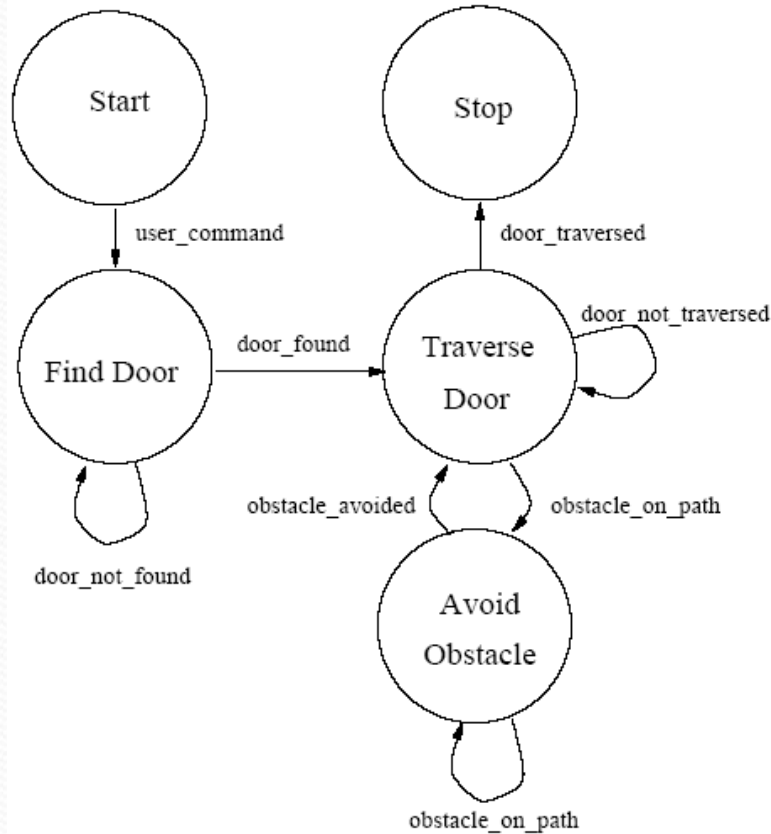 Start
Stop
user_command
door_traversed
door_not_traversed
door_found
Find Door
Traverse
Door
obstacle_avoided
obstacle_on_path
door_not_found
Avoid
Obstacle
obstacle_on_path